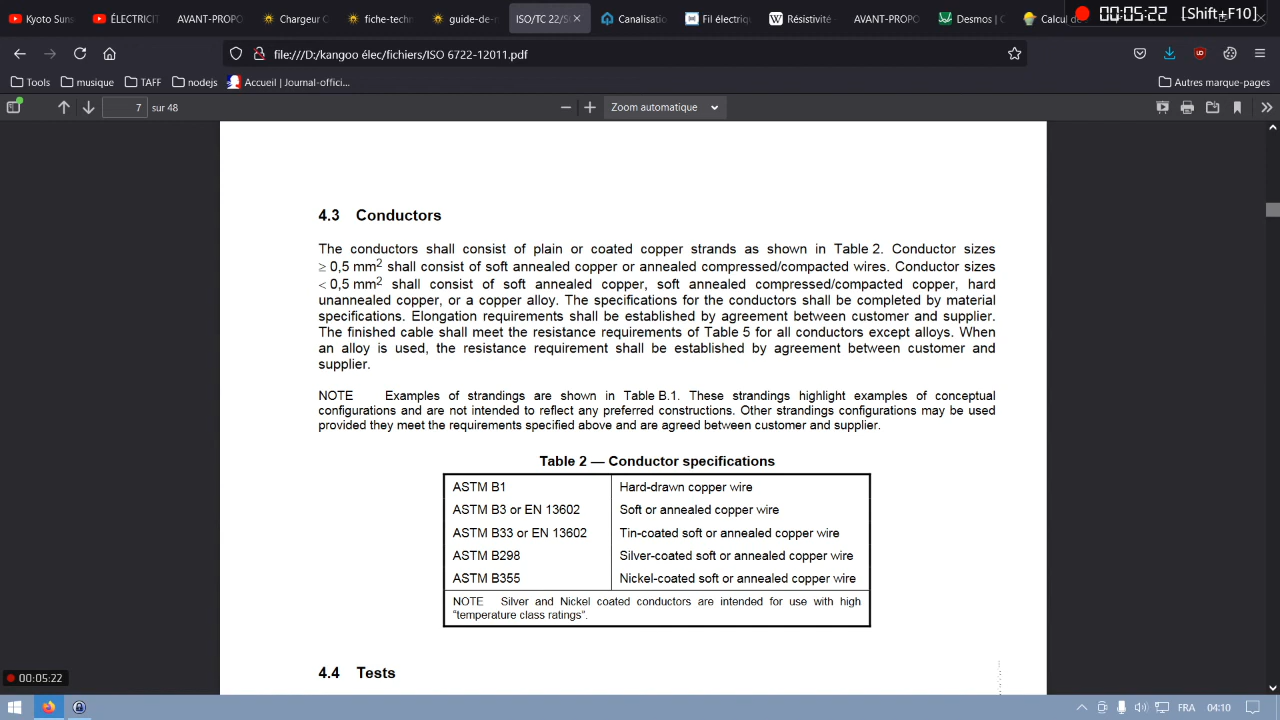 Kyoto Suns
ÉLECTRICIT
AVANT-PROPO
Chargeur C
fiche-techn
guide-de-
ISO/TC 22/S
Canalisatio
Fil électriq
Résistivité
AVANT-PROPO
Desmos | C
Calcul de
00:05:22 [Shift+F10]
file:///D:/kangoo élec/fichiers/ISO 6722-12011.pdf
Tools
musique
TAFF
nodejs
Accueil | Journal-offici...
Autres marque-pages
7 sur 48
Zoom automatique
4.3 Conductors
The conductors shall consist of plain or coated copper strands as shown in Table 2. Conductor sizes
≥ 0,5 mm² shall consist of soft annealed copper or annealed compressed/compacted wires. Conductor sizes
< 0,5 mm² shall consist of soft annealed copper, soft annealed compressed/compacted copper, hard
unannealed copper, or a copper alloy. The specifications for the conductors shall be completed by material
specifications. Elongation requirements shall be established by agreement between customer and supplier.
The finished cable shall meet the resistance requirements of Table 5 for all conductors except alloys. When
an alloy is used, the resistance requirement shall be established by agreement between customer and
supplier.
NOTE Examples of strandings are shown in Table B.1. These strandings highlight examples of conceptual
configurations and are not intended to reflect any preferred constructions. Other strandings configurations may be used
provided they meet the requirements specified above and are agreed between customer and supplier.
Table 2 — Conductor specifications
ASTM B1 Hard-drawn copper wire
ASTM B3 or EN 13602 Soft or annealed copper wire
ASTM B33 or EN 13602 Tin-coated soft or annealed copper wire
ASTM B298 Silver-coated soft or annealed copper wire
ASTM B355 Nickel-coated soft or annealed copper wire
NOTE Silver and Nickel coated conductors are intended for use with high
“temperature class ratings”.
4.4 Tests
00:05:22
FRA
04:10